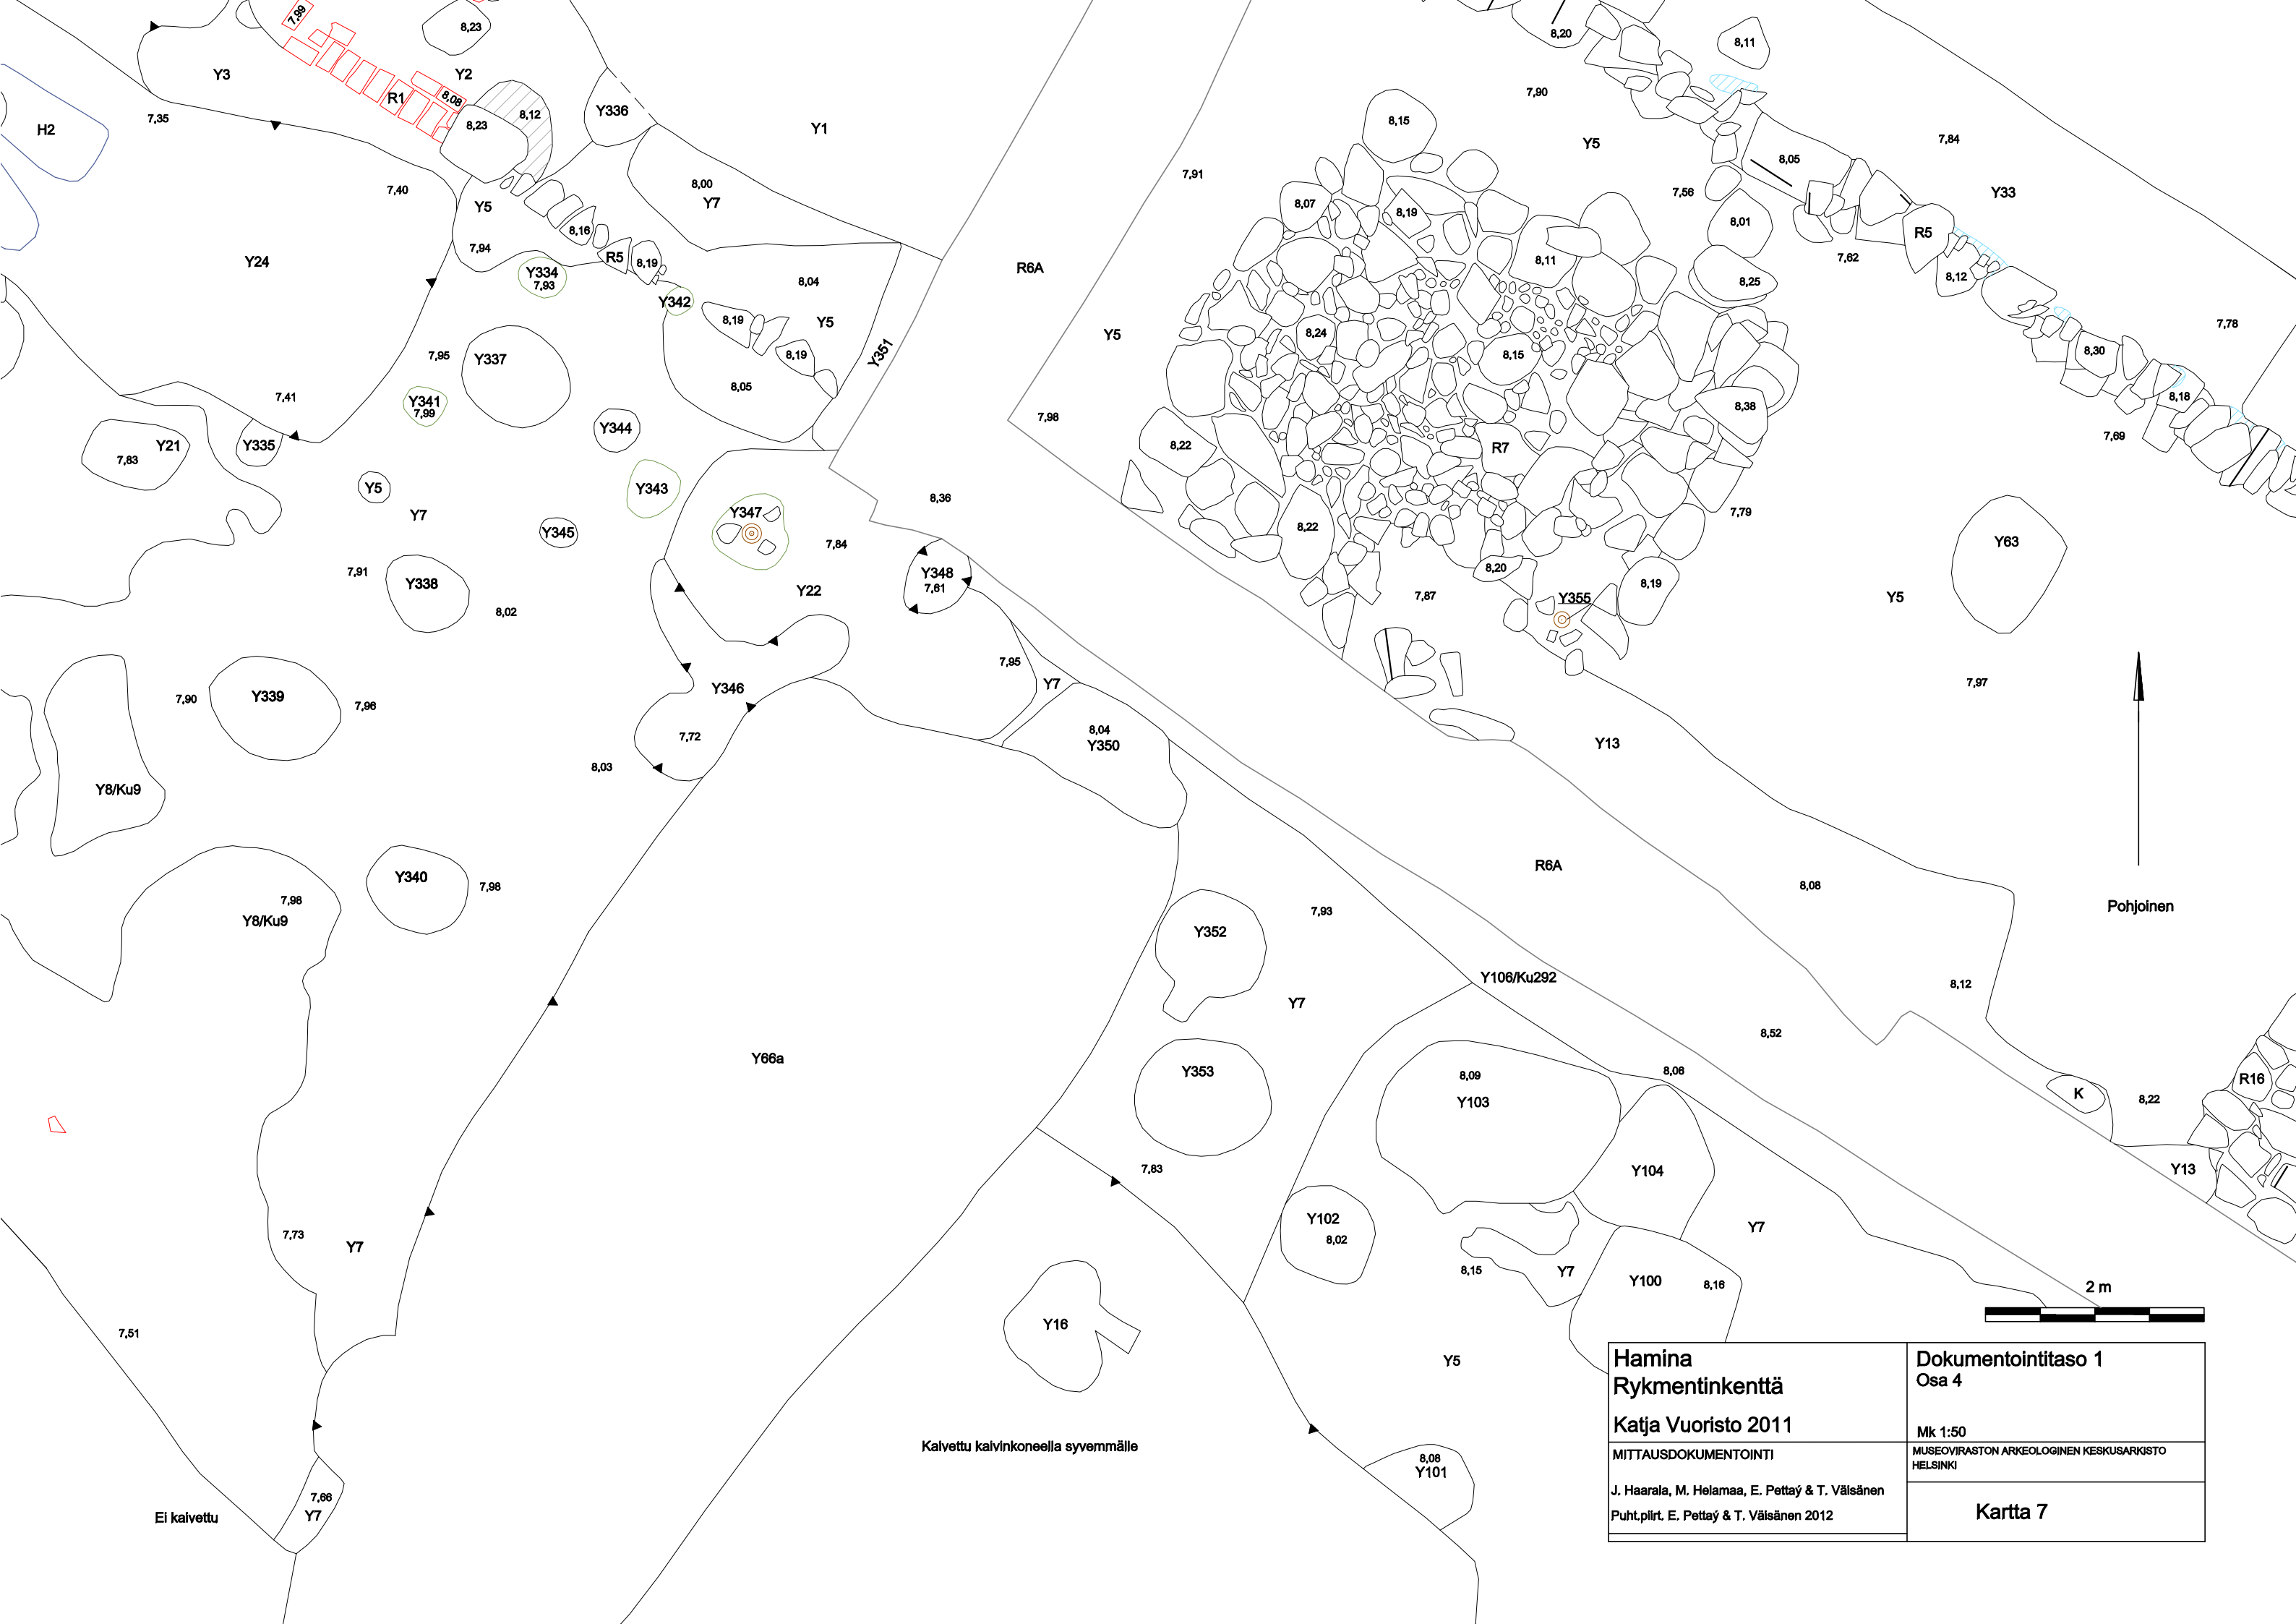 7,99
8,23
8,20
8,11
Y3
Y2
R1
8,08
7,90
H2
7,35
8,23
8,12
Y336
Y1
8,15
Y5
7,84
8,05
7,91
7,40
8,00
Y7
7,56
Y33
Y5
8,16
8,07
8,19
8,01
R5
7,94
R5
8,19
Y24
Y334
7,93
R6A
8,11
7,62
8,12
8,25
8,04
Y342
8,19
Y5
Y5
8,24
7,78
7,95
Y337
8,19
Y351
8,15
8,30
8,05
7,41
Y341
7,99
7,98
8,38
8,18
Y344
Y21
7,83
Y335
8,22
R7
7,69
Y5
Y343
8,36
Y7
Y347
8,22
7,79
Y345
7,84
Y63
7,91
Y338
Y348
7,61
8,20
8,19
Y22
7,87
Y355
Y5
8,02
7,95
Y7
7,97
7,90
Y339
7,96
Y346
7,72
8,04
Y350
Y13
8,03
Y8/Ku9
R6A
Y340
7,98
8,08
7,98
Y8/Ku9
7,93
Pohjoinen
Y352
Y106/Ku292
8,12
Y7
8,52
Y66a
Y353
8,09
Y103
8,06
R16
K
8,22
7,83
Y104
Y13
Y102
8,02
Y7
7,73
Y7
8,15
Y7
Y100
8,16
2 m
7,51
Y16
Y5
Kaivettu kaivinkoneella syvemmälle
8,08
Y101
7,66
Y7
Ei kaivettu
Hamina
Rykmentinkenttä
Katja Vuoristo 2011
MITTAUSDOKUMENTOINTI
J. Haarala, M. Helamaa, E. Pettaý & T. Väisänen
Puht.piirt. E. Pettaý & T. Väisänen 2012
Dokumentointitaso 1
Osa 4
Mk 1:50
MUSEOVIRASTON ARKEOLOGINEN KESKUSARKISTO
HELSINKI
Kartta 7